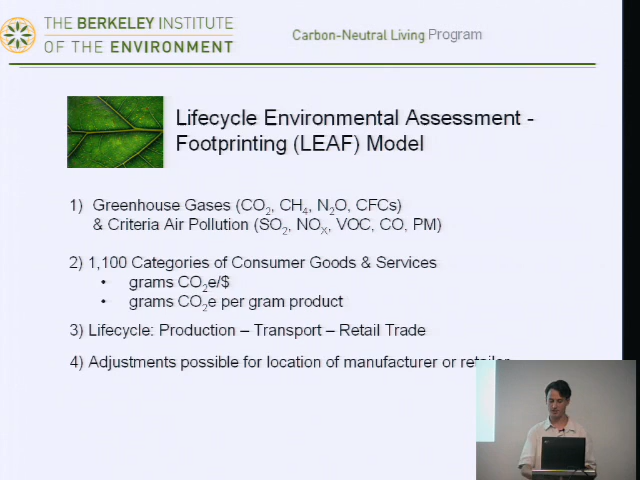 THE BERKELEY INSTITUTE
OF THE ENVIRONMENT
Carbon-Neutral Living Program
Lifecycle Environmental Assessment -
Footprinting (LEAF) Model
1) Greenhouse Gases (CO₂, CH₄, N₂O, CFCs)
& Criteria Air Pollution (SO₂, NOₓ, VOC, CO, PM)
2) 1,100 Categories of Consumer Goods & Services
• grams CO₂e/$
• grams CO₂e per gram product
3) Lifecycle: Production – Transport – Retail Trade
4) Adjustments possible for location of manufacturer or retailer